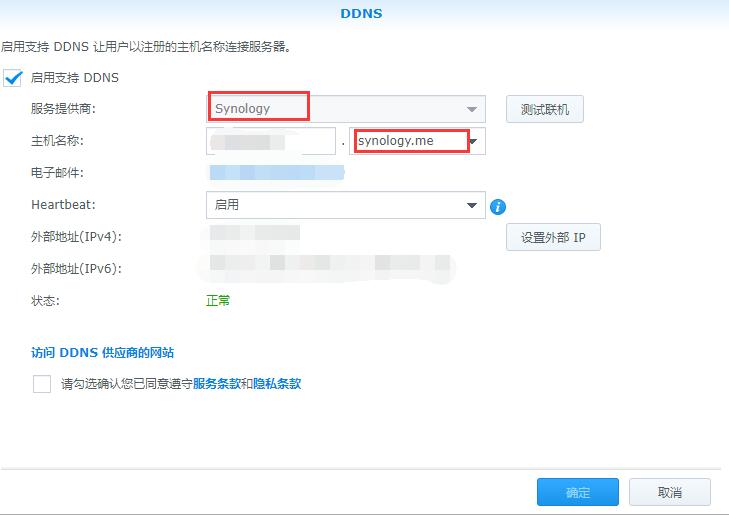 DDNS
启用支持 DDNS 让用户以注册的主机名称连接服务器。
启用支持 DDNS
服务提供商: Synology 测试联机
主机名称: . synology.me
电子邮件:
Heartbeat: 启用 i
外部地址(IPv4): 设置外部 IP
外部地址(IPv6):
状态: 正常
访问 DDNS 供应商的网站
请勾选确认您已同意遵守服务条款和隐私条款
确定 取消